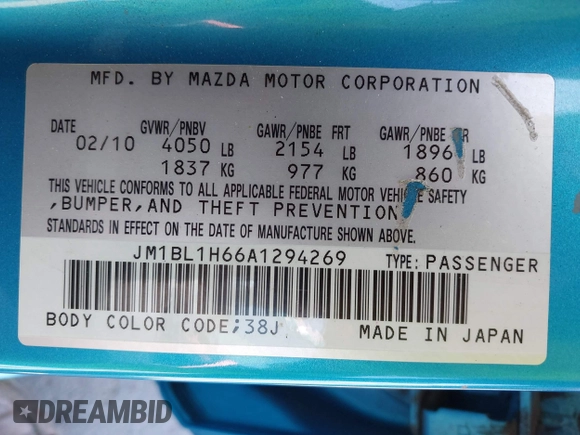 MFD. BY MAZDA MOTOR CORPORATION
DATE GVWR/PNBV GAWR/PNBE FRT GAWR/PNBE RR
02/10 4050 LB 2154 LB 1896 LB
1837 KG 977 KG 860 KG
THIS VEHICLE CONFORMS TO ALL APPLICABLE FEDERAL MOTOR VEHICLE SAFETY
,BUMPER,AND THEFT PREVENTION
STANDARDS IN EFFECT ON THE DATE OF MANUFACTURE SHOWN ABOVE.
JM1BL1H66A1294269 TYPE: PASSENGER
BODY COLOR CODE;38J MADE IN JAPAN
DREAMBID